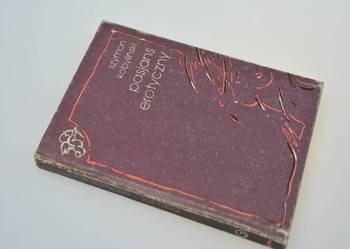 szymon
kobyliński
pasjans
erotyczny